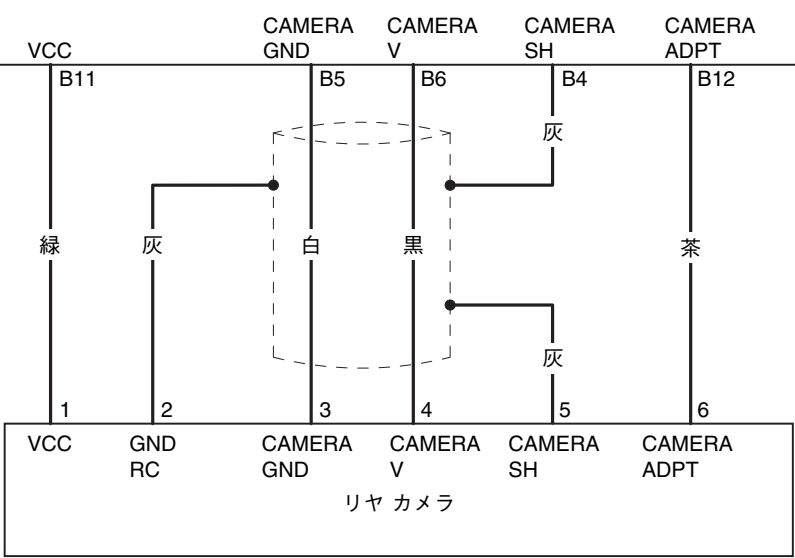 VCC
CAMERA GND
CAMERA V
CAMERA SH
CAMERA ADPT
B11
B5
B6
B4
B12
灰
緑
灰
白
黒
茶
灰
1
2
3
4
5
6
VCC
GND RC
CAMERA GND
CAMERA V
CAMERA SH
CAMERA ADPT
リヤ カメラ